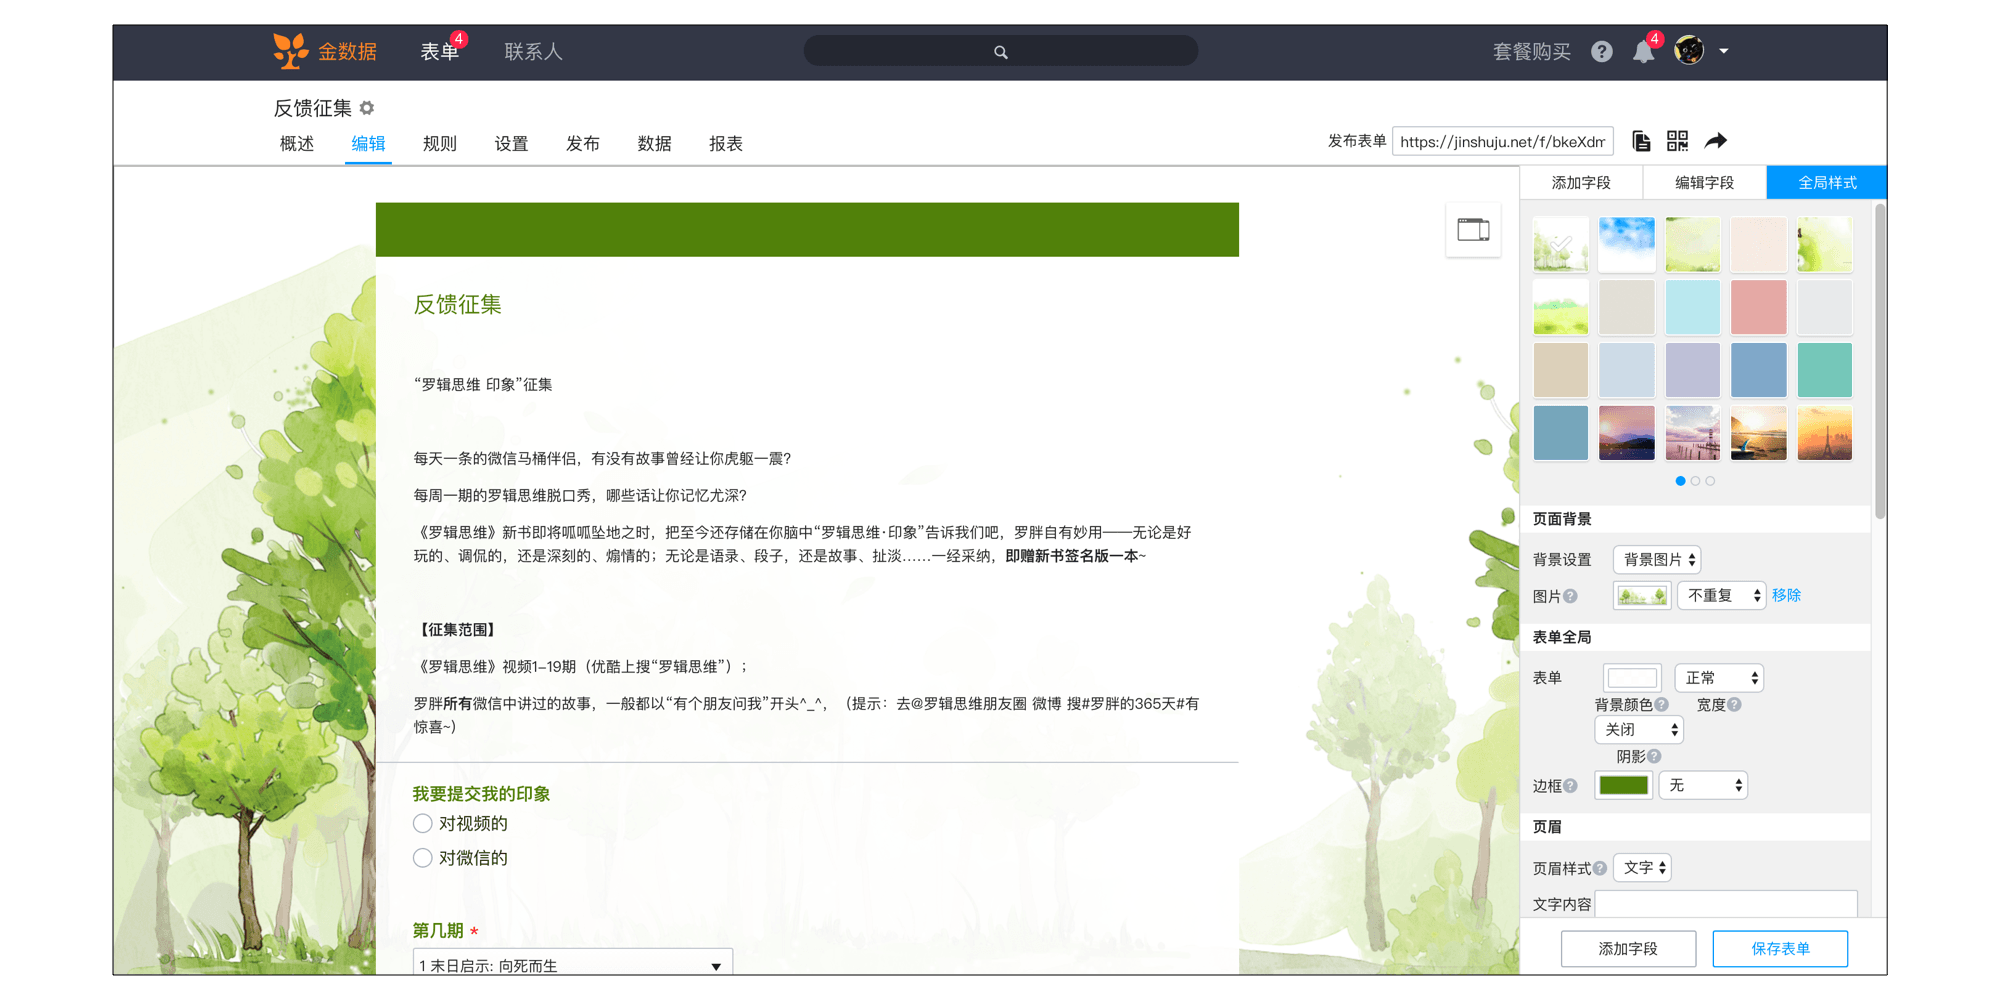 金数据 表单 4 联系人 套餐购买 ? 4
反馈征集
概述 编辑 规则 设置 发布 数据 报表 发布表单 https://jinshuju.net/f/bkeXdm
添加字段 编辑字段 全局样式
反馈征集
“罗辑思维 印象”征集
每天一条的微信马桶伴侣，有没有故事曾经让你虎躯一震？
每周一期的罗辑思维脱口秀，哪些话让你记忆尤深？
《罗辑思维》新书即将呱呱坠地之时，把至今还存储在你脑中“罗辑思维·印象”告诉我们吧，罗胖自有妙用——无论是好
玩的、调侃的，还是深刻的、煽情的；无论是语录、段子，还是故事、扯淡……一经采纳，即赠新书签名版一本~
【征集范围】
《罗辑思维》视频1-19期（优酷上搜“罗辑思维”）；
罗胖所有微信中讲过的故事，一般都以“有个朋友问我”开头^_^，（提示：去@罗辑思维朋友圈 微博 搜#罗胖的365天#有
惊喜~）
我要提交我的印象
对视频的
对微信的
第几期 *
1 末日启示: 向死而生
页面背景
背景设置 背景图片
图片? 不重复 移除
表单全局
表单 正常
背景颜色? 宽度?
关闭
阴影?
边框? 无
页眉
页眉样式? 文字
文字内容
添加字段 保存表单